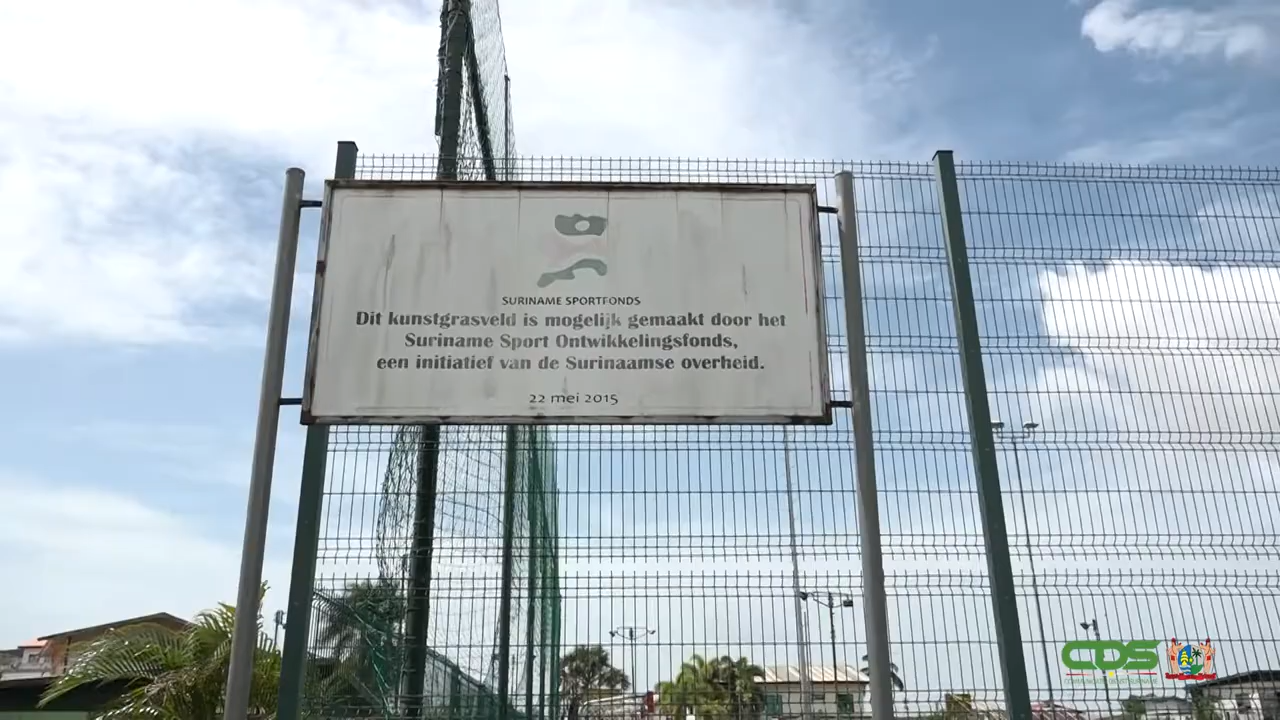 SURINAME SPORTFONDS
Dit kunstgrasveld is mogelijk gemaakt door het
Suriname Sport Ontwikkelingsfonds,
een initiatief van de Surinaamse overheid.
22 mei 2015
CDS